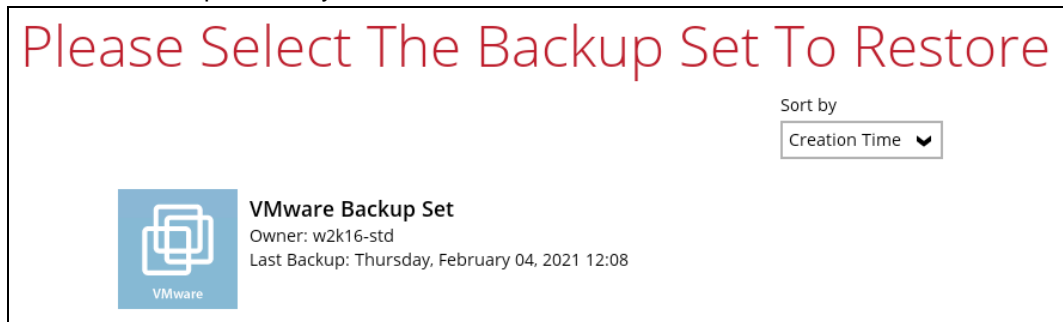 Please Select The Backup Set To Restore
Sort by
Creation Time
VMware Backup Set
Owner: w2k16-std
Last Backup: Thursday, February 04, 2021 12:08
VMware